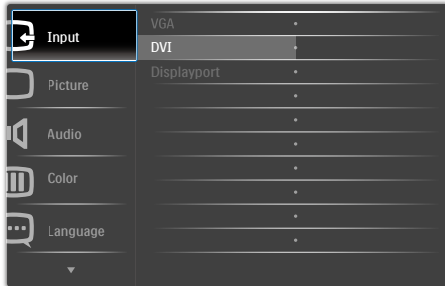 Input
Picture
Audio
Color
Language
VGA
DVI
Displayport